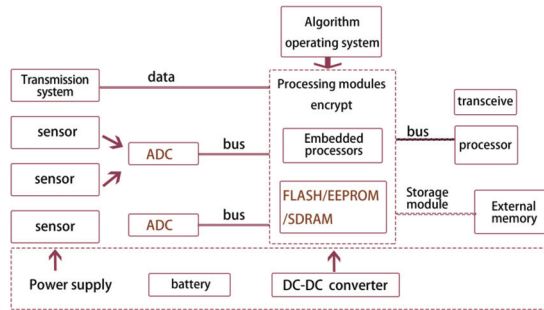 Algorithm
operating system
Transmission
system
data
Processing modules
encrypt
transceive
sensor
ADC
bus
Embedded
processors
bus
processor
sensor
FLASH/EEPROM
/SDRAM
Storage
module
External
memory
sensor
ADC
bus
Power supply
battery
DC-DC converter